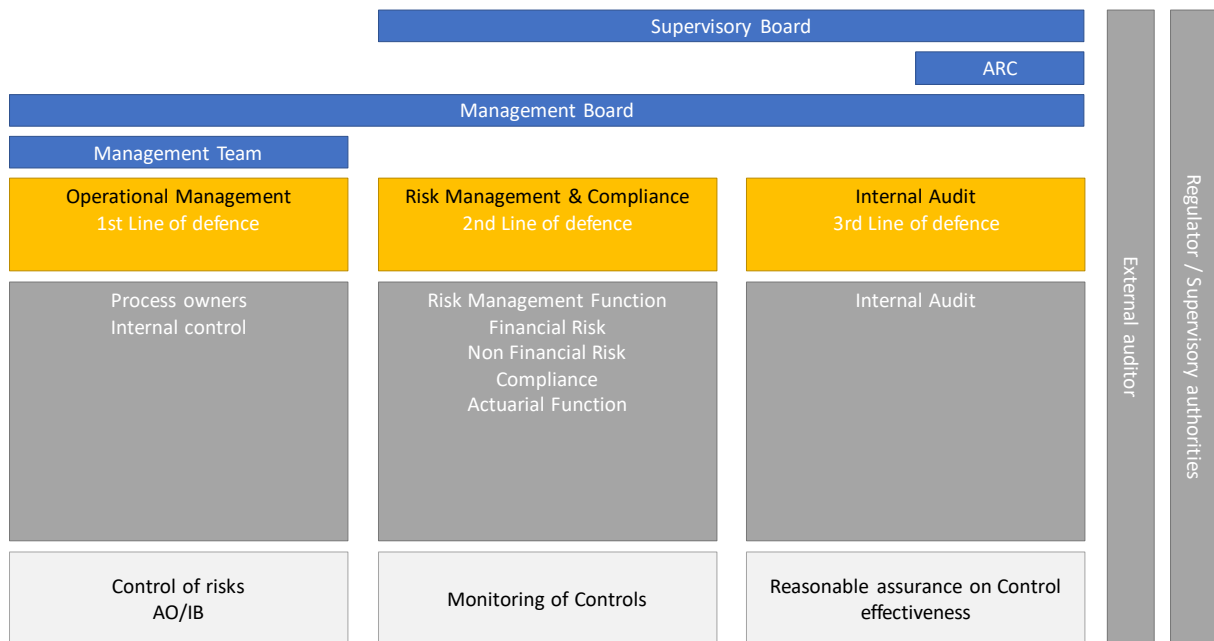 Supervisory Board
ARC
Management Board
Management Team
Operational Management
1st Line of defence
Risk Management & Compliance
2nd Line of defence
Internal Audit
3rd Line of defence
Process owners
Internal control
Risk Management Function
Financial Risk
Non Financial Risk
Compliance
Actuarial Function
Internal Audit
Control of risks
AO/IB
Monitoring of Controls
Reasonable assurance on Control
effectiveness
External auditor
Regulator / Supervisory authorities